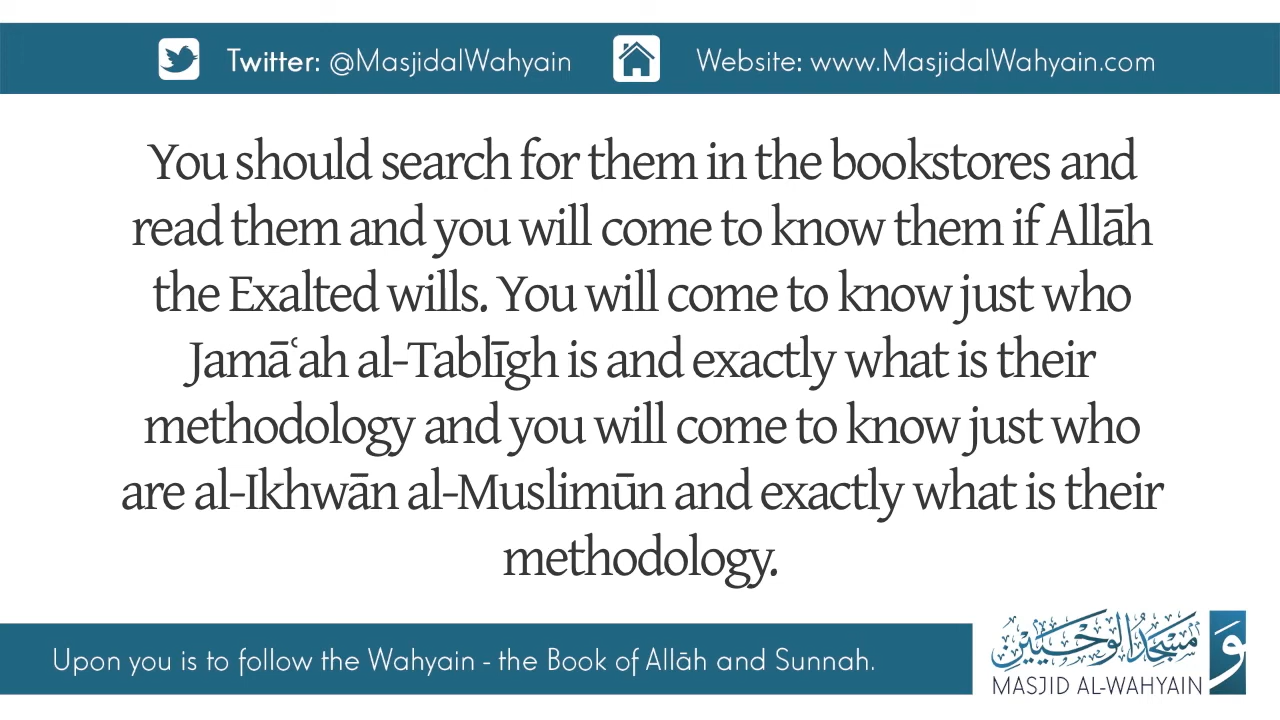 Twitter: @MasjidalWahyain Website: www.MasjidalWahyain.com
You should search for them in the bookstores and
read them and you will come to know them if Allāh
the Exalted wills. You will come to know just who
Jamāʿah al-Tablīgh is and exactly what is their
methodology and you will come to know just who
are al-Ikhwān al-Muslimūn and exactly what is their
methodology.
Upon you is to follow the Wahyain - the Book of Allāh and Sunnah.
مَسْجِدُ الْوَحْيَيْنِ
و
MASJID AL-WAHYAIN